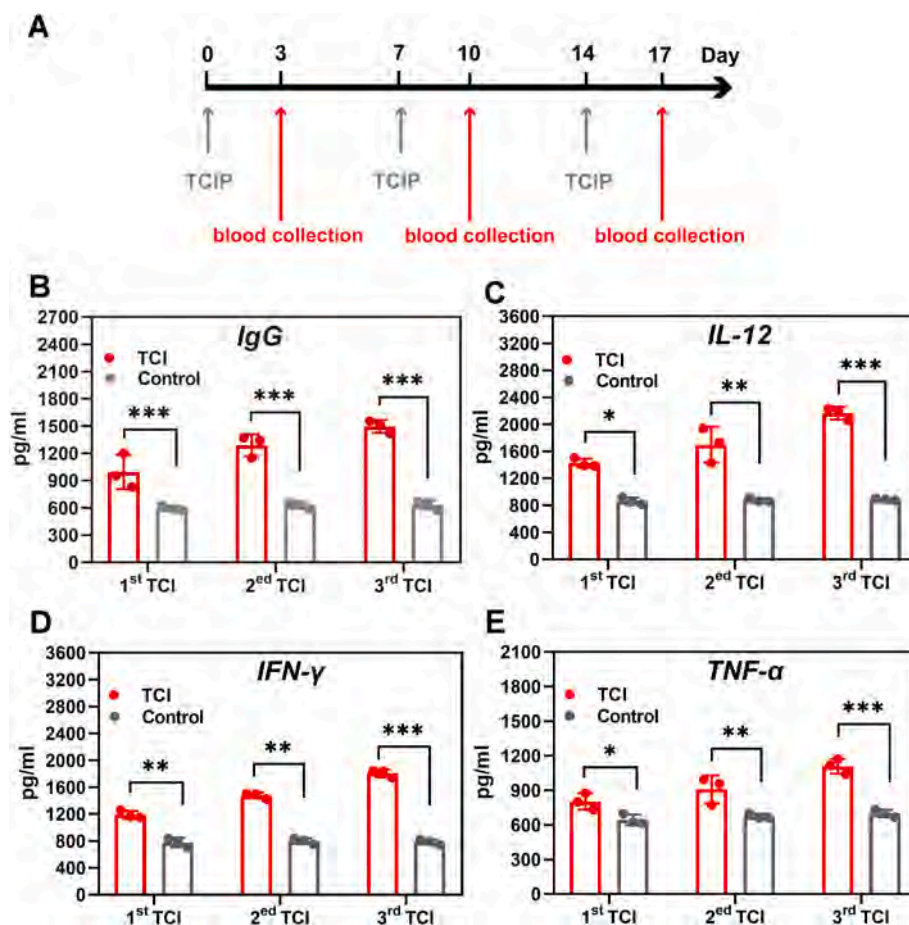 A
0 3 7 10 14 17 Day
TCIP TCIP TCIP
blood collection blood collection blood collection
B
IgG
TCI
Control
pg/ml
2700
2400
2100
1800
1500
1200
900
600
300
0
***
***
***
1st TCI 2ed TCI 3rd TCI
C
IL-12
TCI
Control
pg/ml
3600
3200
2800
2400
2000
1600
1200
800
400
0
*
**
***
1st TCI 2ed TCI 3rd TCI
D
IFN-γ
TCI
Control
pg/ml
3600
3200
2800
2400
2000
1600
1200
800
400
0
**
**
***
1st TCI 2ed TCI 3rd TCI
E
TNF-α
TCI
Control
pg/ml
2100
1800
1500
1200
900
600
300
0
*
**
***
1st TCI 2ed TCI 3rd TCI